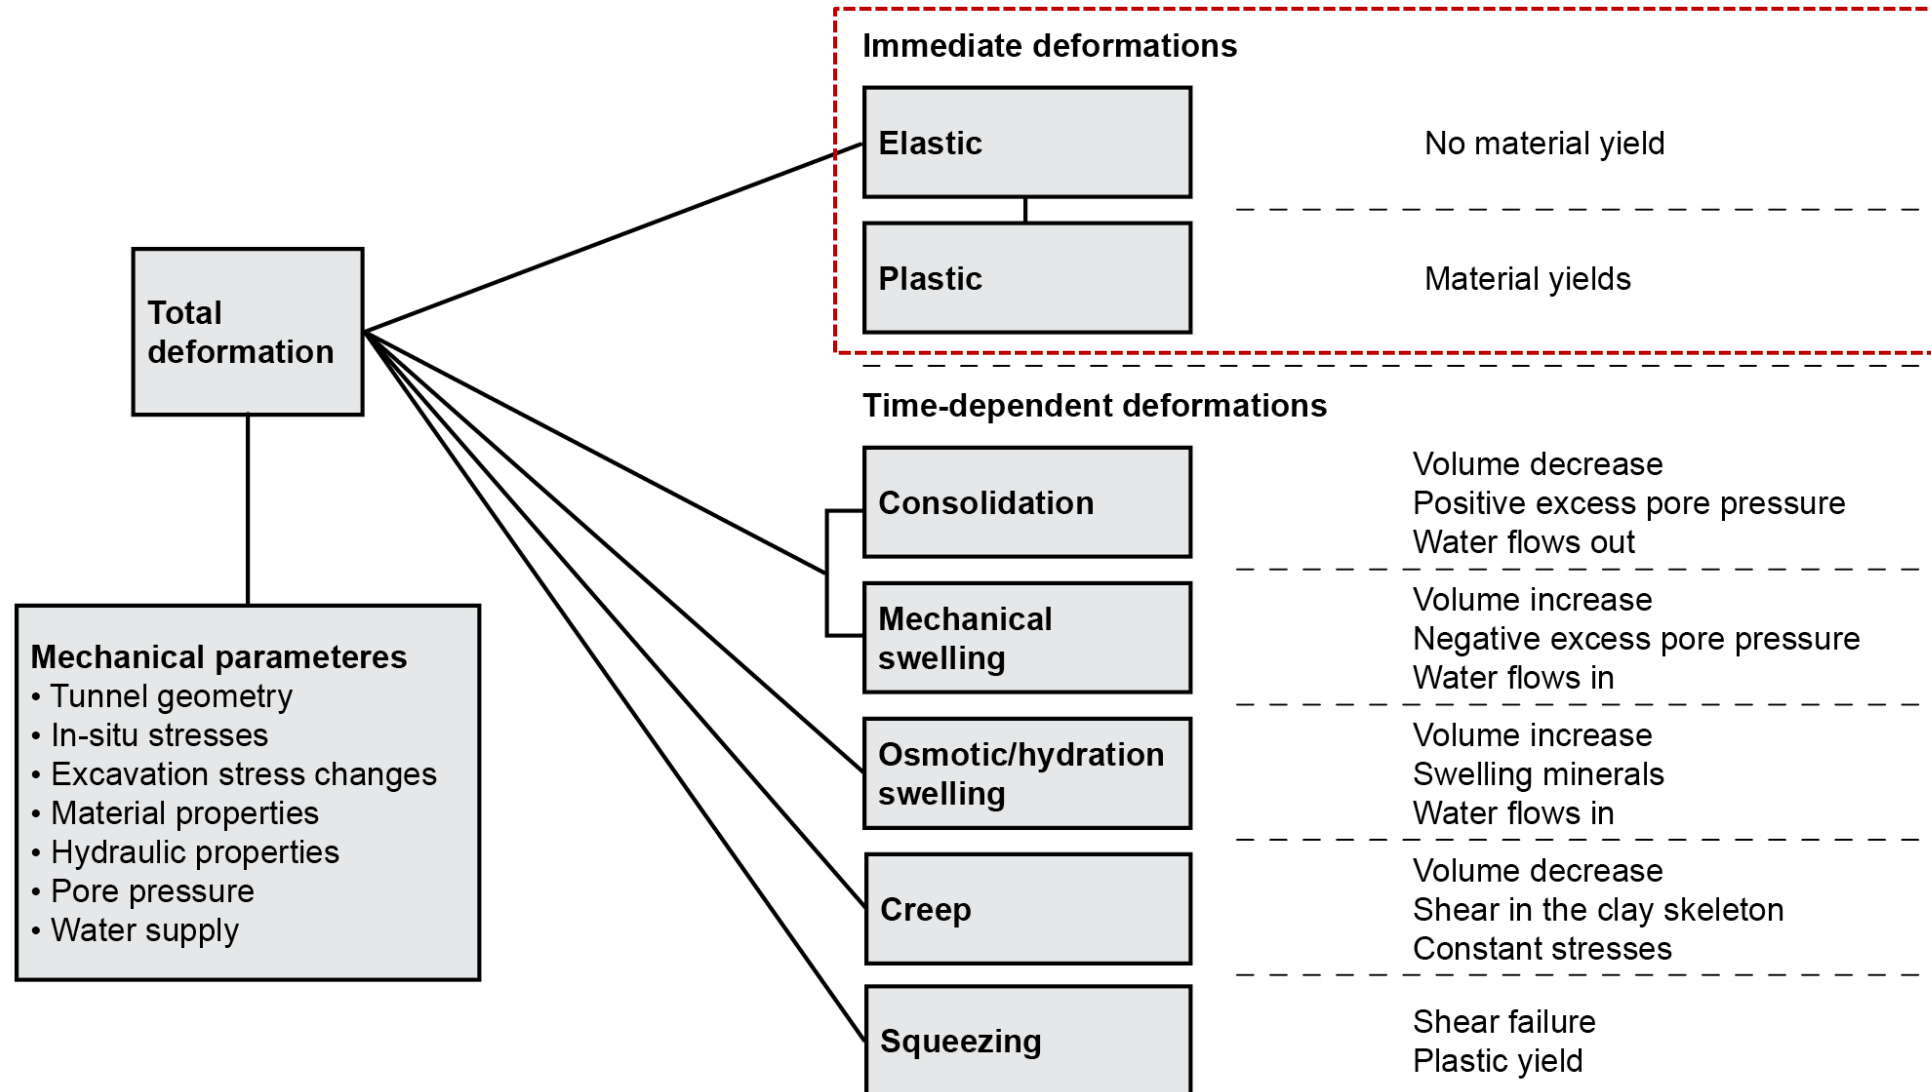 Immediate deformations
Elastic
No material yield
Plastic
Material yields
Total
deformation
Time-dependent deformations
Consolidation
Volume decrease
Positive excess pore pressure
Water flows out
Mechanical
swelling
Volume increase
Negative excess pore pressure
Water flows in
Osmotic/hydration
swelling
Volume increase
Swelling minerals
Water flows in
Creep
Volume decrease
Shear in the clay skeleton
Constant stresses
Squeezing
Shear failure
Plastic yield
Mechanical parameteres
• Tunnel geometry
• In-situ stresses
• Excavation stress changes
• Material properties
• Hydraulic properties
• Pore pressure
• Water supply